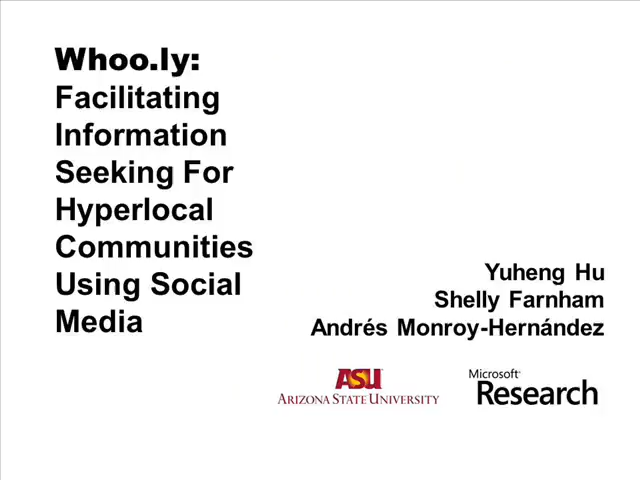 Whoo.ly:
Facilitating
Information
Seeking For
Hyperlocal
Communities
Using Social
Media
Yuheng Hu
Shelly Farnham
Andrés Monroy-Hernández
ASU
ARIZONA STATE UNIVERSITY
Microsoft®
Research